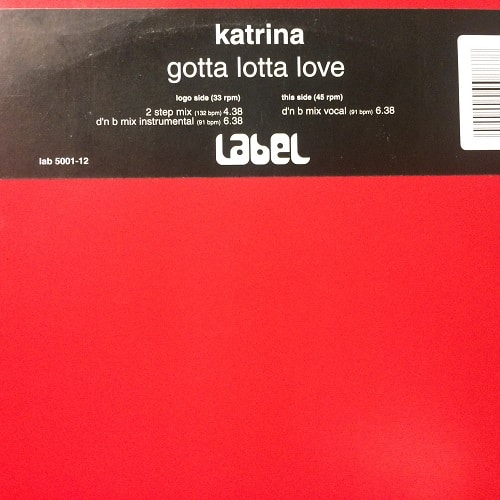 katrina
gotta lotta love
logo side (33 rpm)
2 step mix (132 bpm) 4.38
d'n b mix instrumental (91 bpm) 6.38
this side (45 rpm)
d'n b mix vocal (91 bpm) 6.38
label
lab 5001-12